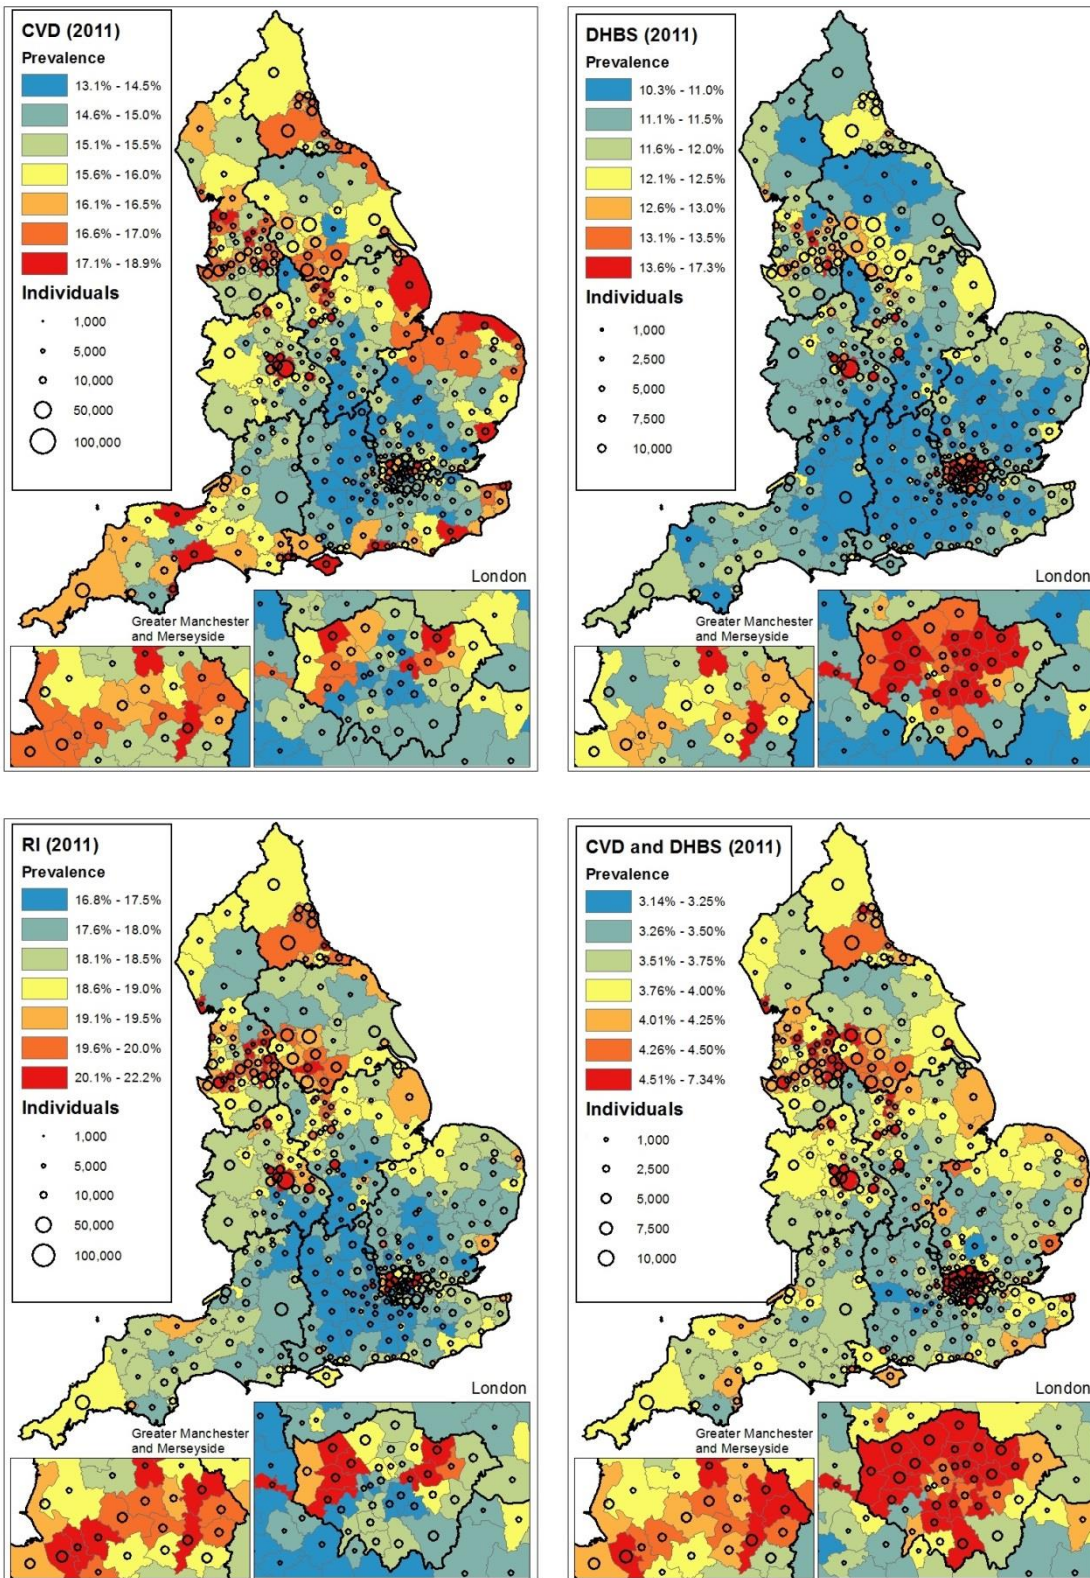 CVD (2011)
Prevalence
13.1% - 14.5%
14.6% - 15.0%
15.1% - 15.5%
15.6% - 16.0%
16.1% - 16.5%
16.6% - 17.0%
17.1% - 18.9%
Individuals
1,000
5,000
10,000
50,000
100,000
London
Greater Manchester
and Merseyside
DHBS (2011)
Prevalence
10.3% - 11.0%
11.1% - 11.5%
11.6% - 12.0%
12.1% - 12.5%
12.6% - 13.0%
13.1% - 13.5%
13.6% - 17.3%
Individuals
1,000
2,500
5,000
7,500
10,000
London
Greater Manchester
and Merseyside
RI (2011)
Prevalence
16.8% - 17.5%
17.6% - 18.0%
18.1% - 18.5%
18.6% - 19.0%
19.1% - 19.5%
19.6% - 20.0%
20.1% - 22.2%
Individuals
1,000
5,000
10,000
50,000
100,000
London
Greater Manchester
and Merseyside
CVD and DHBS (2011)
Prevalence
3.14% - 3.25%
3.26% - 3.50%
3.51% - 3.75%
3.76% - 4.00%
4.01% - 4.25%
4.26% - 4.50%
4.51% - 7.34%
Individuals
1,000
2,500
5,000
7,500
10,000
London
Greater Manchester
and Merseyside